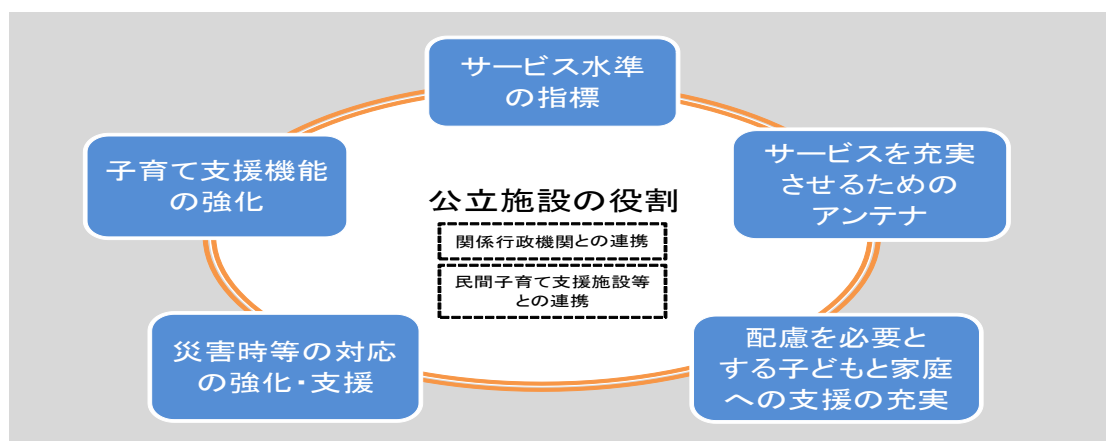 サービス水準
の指標
子育て支援機能
の強化
サービスを充実
させるための
アンテナ
公立施設の役割
関係行政機関との連携
民間子育て支援施設等
との連携
災害時等の対応
の強化・支援
配慮を必要と
する子どもと家庭
への支援の充実